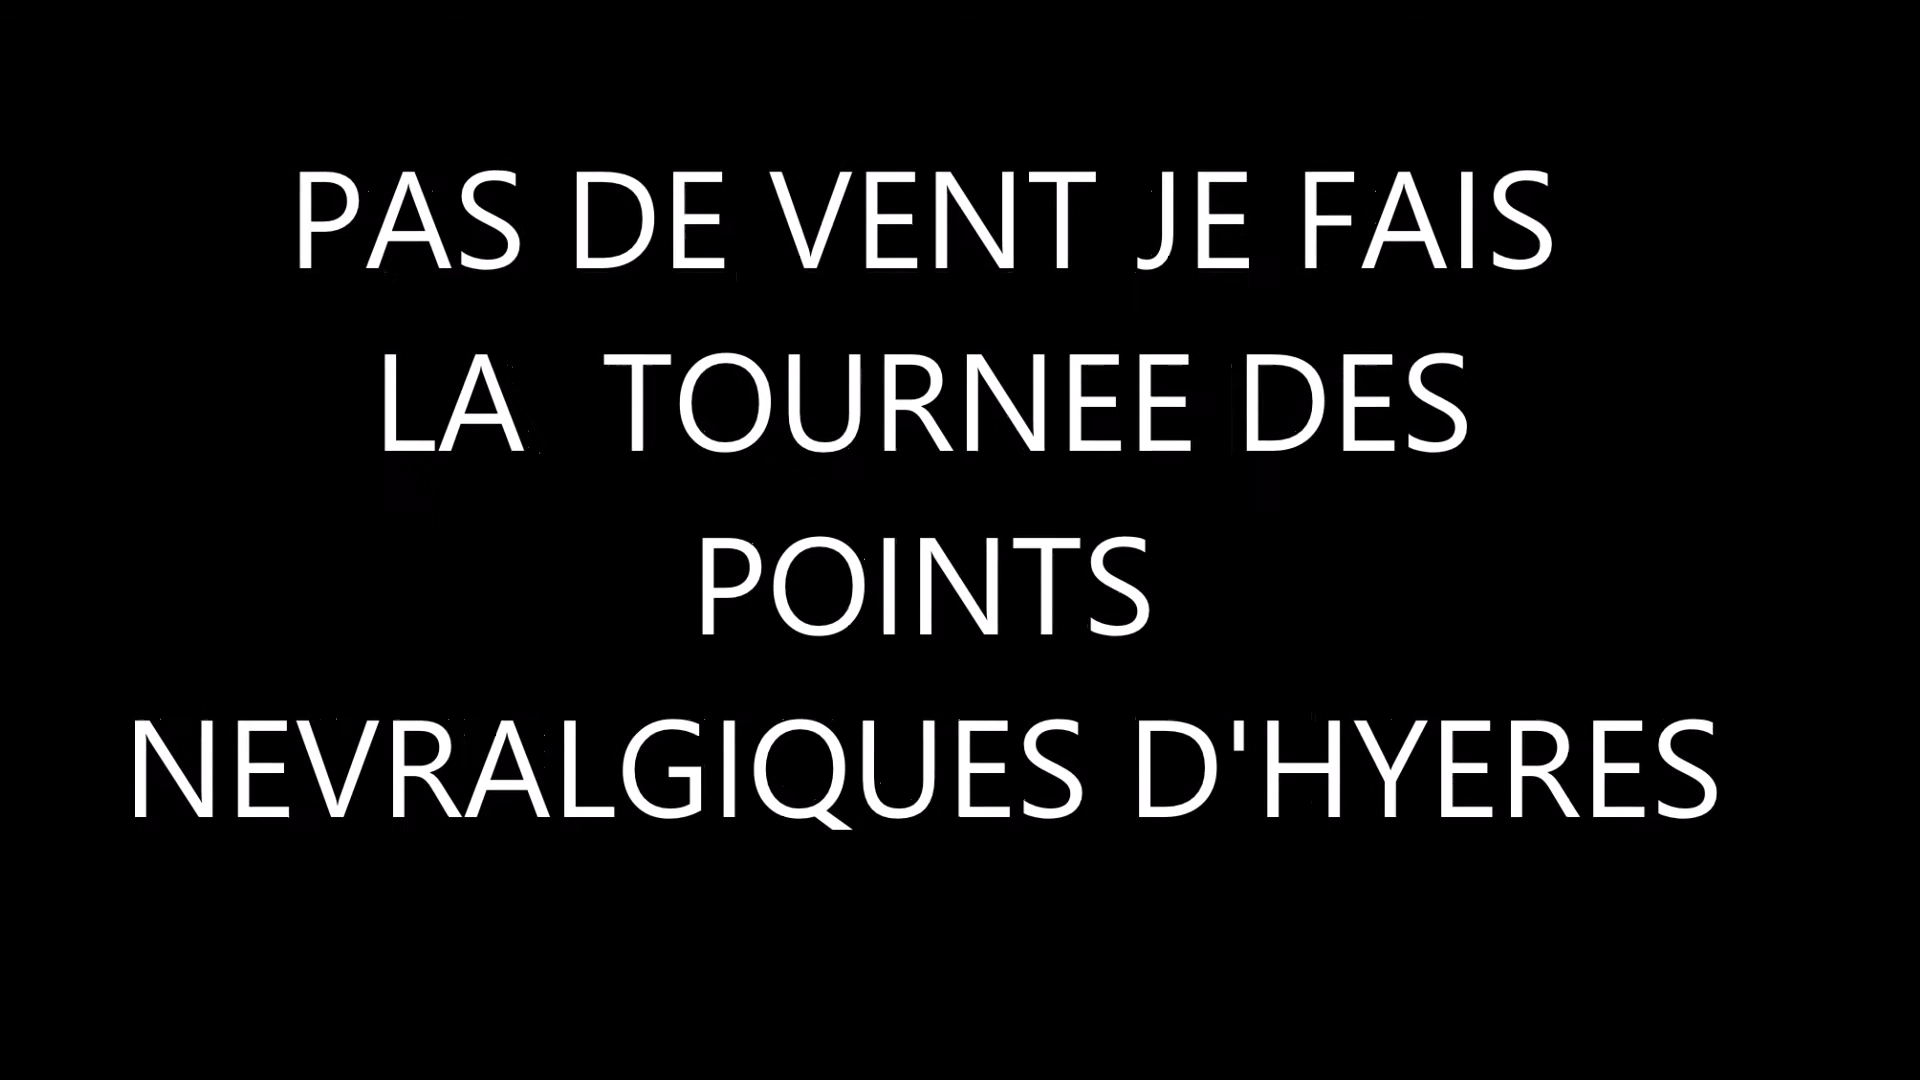 PAS DE VENT JE FAIS
LA  TOURNEE DES
POINTS
NEVRALGIQUES D'HYERES